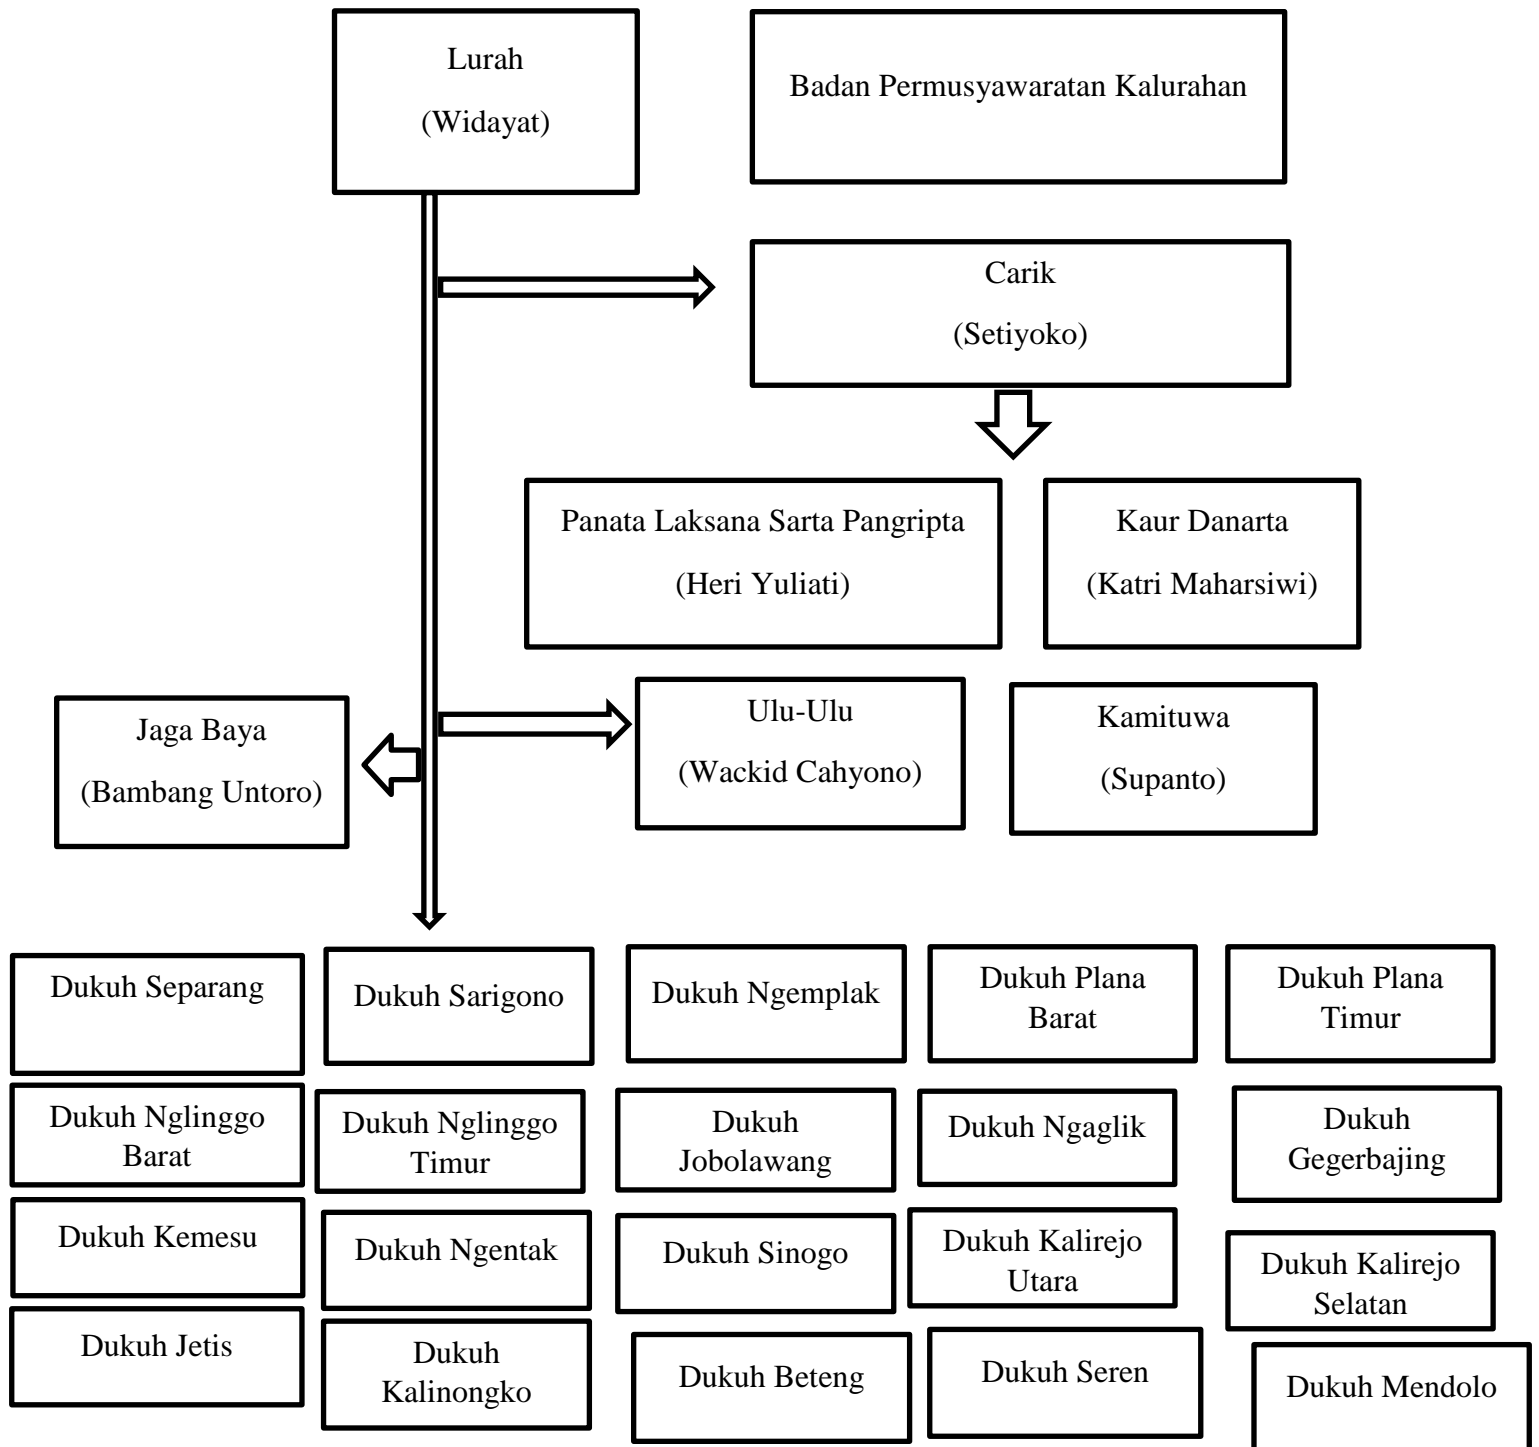 Lurah
(Widayat)
Badan Permusyawaratan Kalurahan
Carik
(Setiyoko)
Panata Laksana Sarta Pangripta
(Heri Yuliati)
Kaur Danarta
(Katri Maharsiwi)
Jaga Baya
(Bambang Untoro)
Ulu-Ulu
(Wackid Cahyono)
Kamituwa
(Supanto)
Dukuh Separang
Dukuh Sarigono
Dukuh Ngemplak
Dukuh Plana
Barat
Dukuh Plana
Timur
Dukuh Nglinggo
Barat
Dukuh Nglinggo
Timur
Dukuh
Jobolawang
Dukuh Ngaglik
Dukuh
Gegerbajing
Dukuh Kemesu
Dukuh Ngentak
Dukuh Sinogo
Dukuh Kalirejo
Utara
Dukuh Kalirejo
Selatan
Dukuh Jetis
Dukuh
Kalinongko
Dukuh Beteng
Dukuh Seren
Dukuh Mendolo